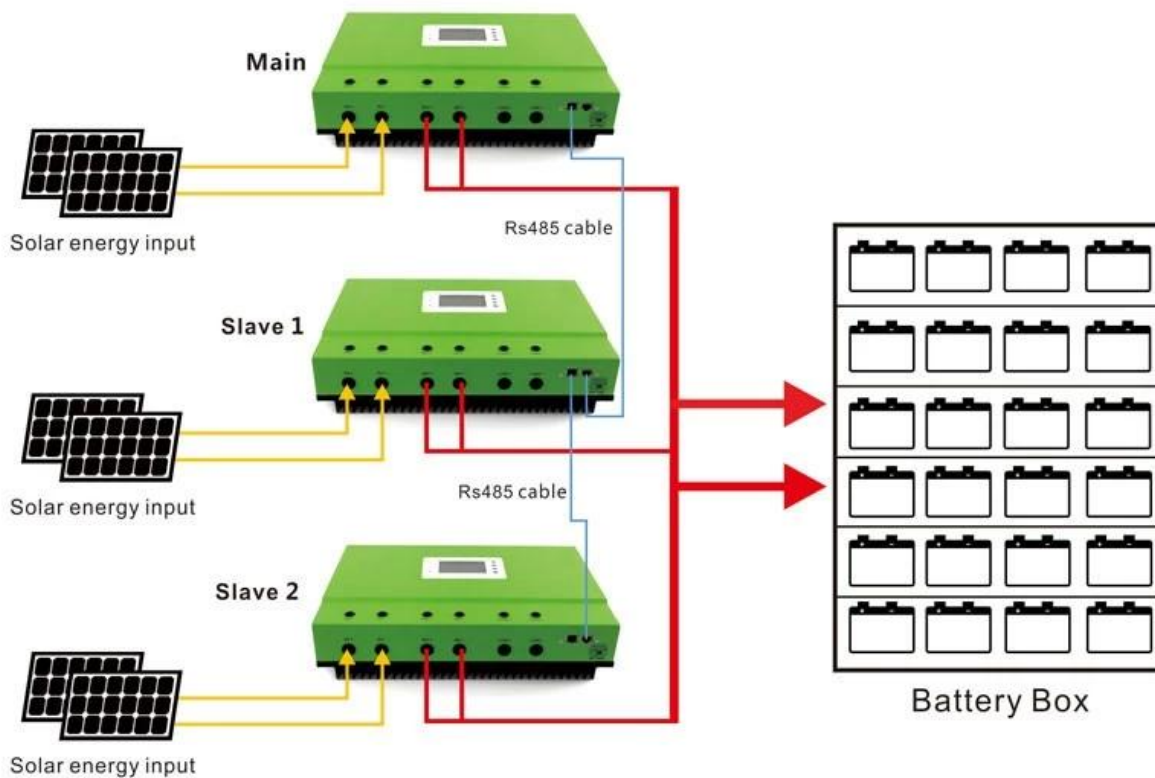 Main
Solar energy input
Rs485 cable
Slave 1
Solar energy input
Rs485 cable
Slave 2
Solar energy input
Battery Box